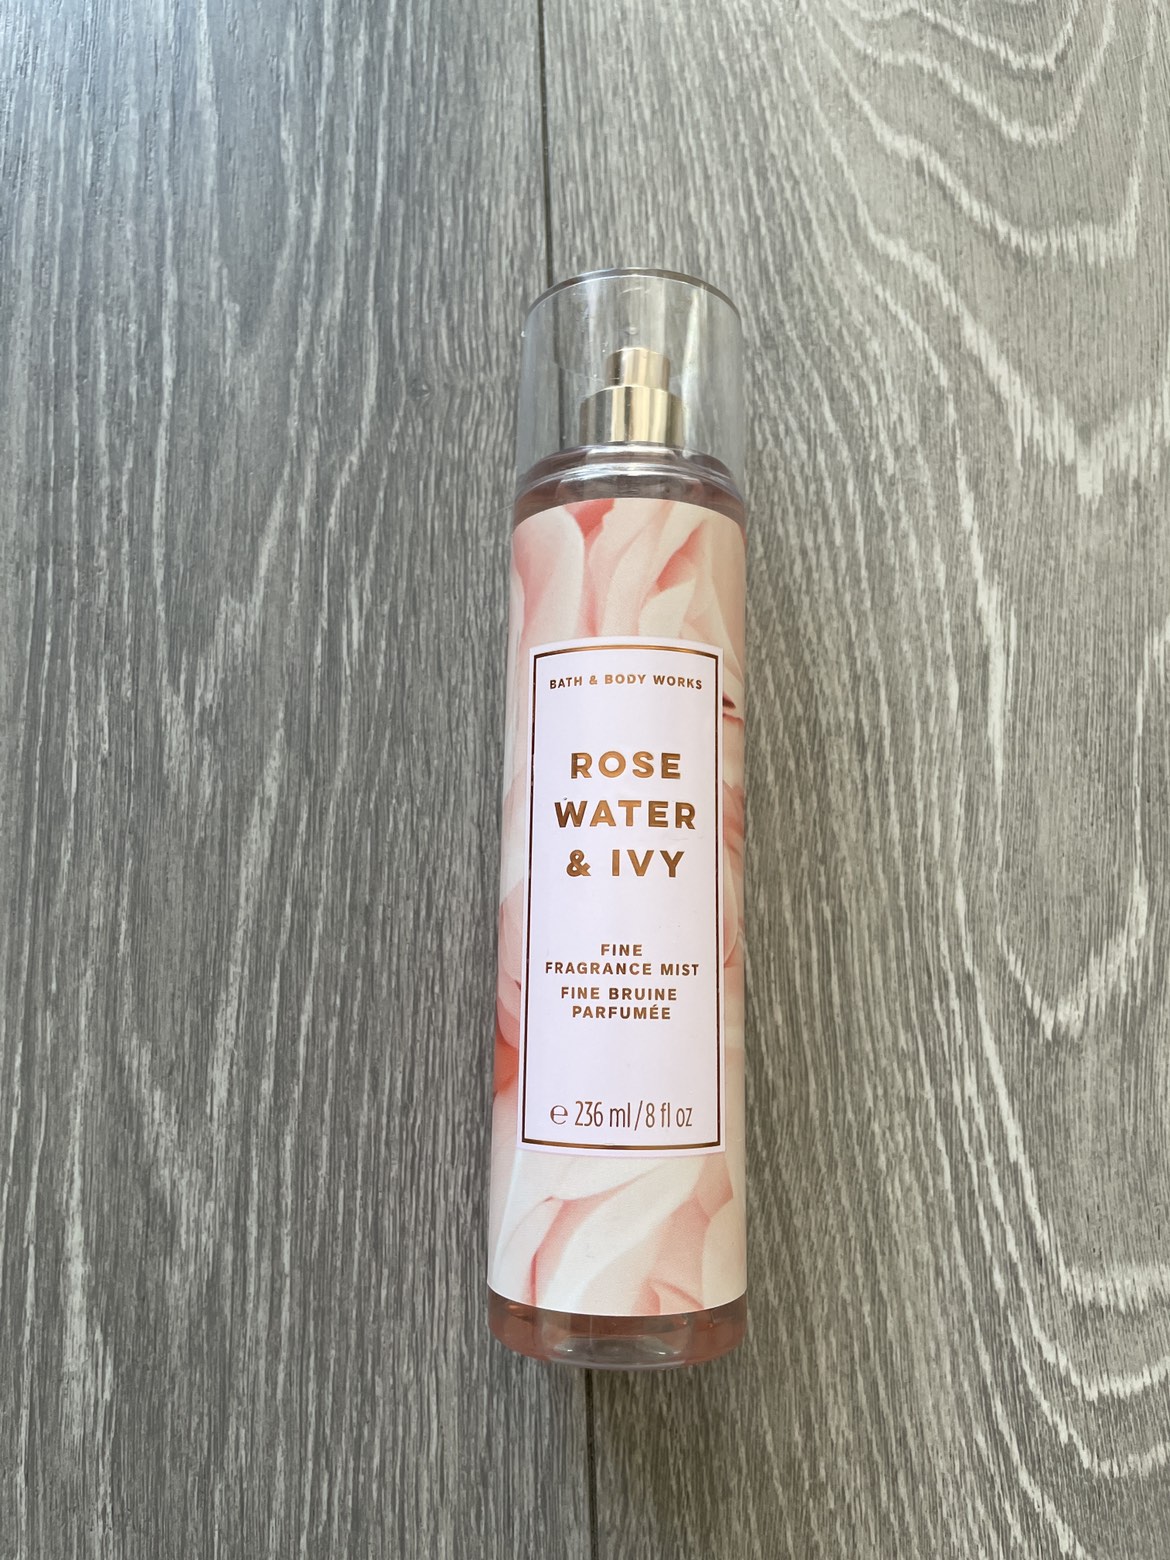 BATH & BODY WORKS
ROSE
WATER
& IVY
FINE
FRAGRANCE MIST
FINE BRUINE
PARFUMÉE
℮ 236 ml/8 fl oz